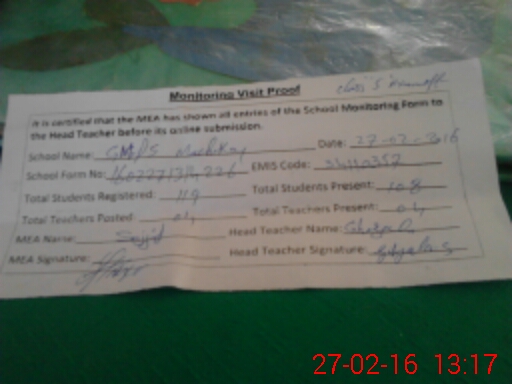 Monitoring Visit Proof
It is certified that the MEA has shown all entries of the School Monitoring Form to
the Head Teacher before its online submission.
School Name: GMPS Date: 27-02-2016
School Form No: EMIS Code:
Total Students Registered: 119 Total Students Present: 108
Total Teachers Posted: 04 Total Teachers Present: 04
MEA Name: Sajjid Head Teacher Name:
MEA Signature: Head Teacher Signature:
27-02-16 13:17